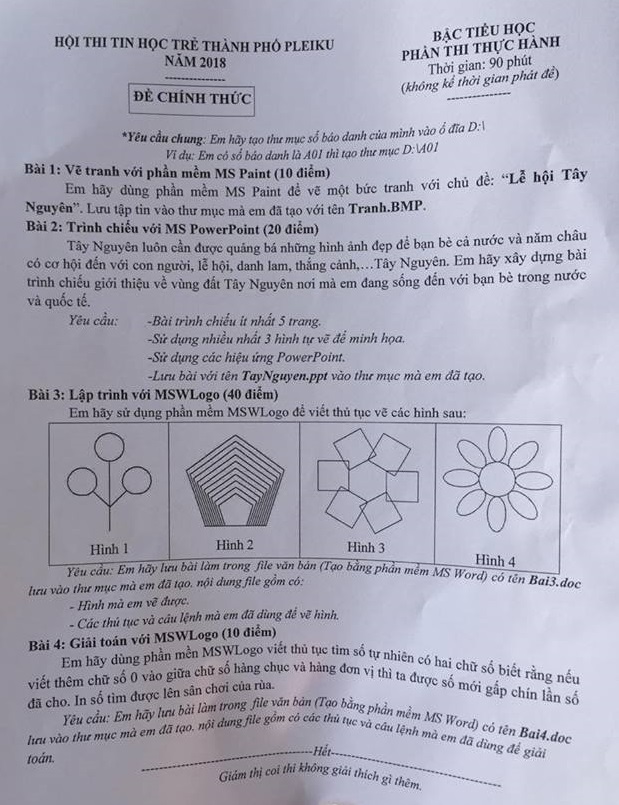 HỘI THI TIN HỌC TRẺ THÀNH PHỐ PLEIKU
NĂM 2018
ĐỀ CHÍNH THỨC
BẬC TIỂU HỌC
PHẦN THI THỰC HÀNH
Thời gian: 90 phút
(không kể thời gian phát đề)
*Yêu cầu chung: Em hãy tạo thư mục số báo danh của mình vào ổ đĩa D:\
Ví dụ: Em có số báo danh là A01 thì tạo thư mục D:\A01
Bài 1: Vẽ tranh với phần mềm MS Paint (10 điểm)
Em hãy dùng phần mềm MS Paint để vẽ một bức tranh với chủ đề: “Lễ hội Tây
Nguyên”. Lưu tập tin vào thư mục mà em đã tạo với tên Tranh.BMP.
Bài 2: Trình chiếu với MS PowerPoint (20 điểm)
Tây Nguyên luôn cần được quảng bá những hình ảnh đẹp để bạn bè cả nước và năm châu
có cơ hội đến với con người, lễ hội, danh lam, thắng cảnh,…Tây Nguyên. Em hãy xây dựng bài
trình chiếu giới thiệu về vùng đất Tây Nguyên nơi mà em đang sống đến với bạn bè trong nước
và quốc tế.
Yêu cầu: -Bài trình chiếu ít nhất 5 trang.
-Sử dụng nhiều nhất 3 hình tự vẽ để minh họa.
-Sử dụng các hiệu ứng PowerPoint.
-Lưu bài với tên TayNguyen.ppt vào thư mục mà em đã tạo.
Bài 3: Lập trình với MSWLogo (40 điểm)
Em hãy sử dụng phần mềm MSWLogo để viết thủ tục vẽ các hình sau:
Hình 1 Hình 2 Hình 3 Hình 4
Yêu cầu: Em hãy lưu bài làm trong file văn bản (Tạo bằng phần mềm MS Word) có tên Bai3.doc
lưu vào thư mục mà em đã tạo. nội dung file gồm có:
- Hình mà em vẽ được.
- Các thủ tục và câu lệnh mà em đã dùng để vẽ hình.
Bài 4: Giải toán với MSWLogo (10 điểm)
Em hãy dùng phần mền MSWLogo viết thủ tục tìm số tự nhiên có hai chữ số biết rằng nếu
viết thêm chữ số 0 vào giữa chữ số hàng chục và hàng đơn vị thì ta được số mới gấp chín lần số
đã cho. In số tìm được lên sân chơi của rùa.
Yêu cầu: Em hãy lưu bài làm trong file văn bản (Tạo bằng phần mềm MS Word) có tên Bai4.doc
lưu vào thư mục mà em đã tạo. nội dung file gồm có các thủ tục và câu lệnh mà em đã dùng để giải
toán.
Hết
Giám thị coi thi không giải thích gì thêm.